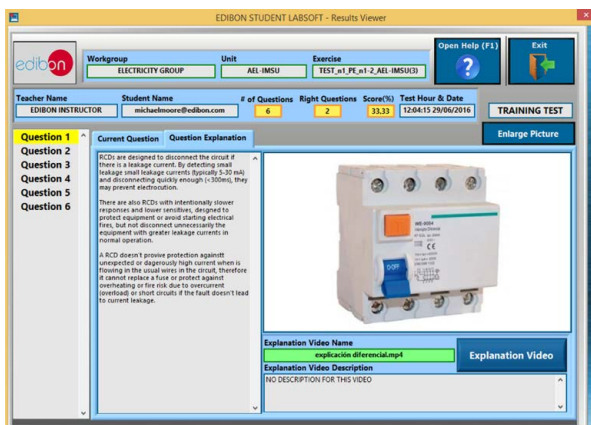 EDIBON STUDENT LABSOFT - Results Viewer
edibon
Workgroup
ELECTRICITY GROUP
Unit
AEL-IMSU
Exercise
TEST_n1_PE_n1-2_AEL-IMSU(3)
Open Help (F1)
?
Exit
Teacher Name
EDIBON INSTRUCTOR
Student Name
michaelmoore@edibon.com
# of Questions
6
Right Questions
2
Score(%)
33,33
Test Hour & Date
12:04:15 29/06/2016
TRAINING TEST
Question 1
Question 2
Question 3
Question 4
Question 5
Question 6
Current Question
Question Explanation
Enlarge Picture
RCDs are designed to disconnect the circuit if
there is a leakage current. By detecting small
leakage small leakage currents (typically 5-30 mA)
and disconnecting quickly enough (<300ms), they
may prevent electrocution.
There are also RCDs with intentionally slower
responses and lower sensitives, desgned to
protect equipment or avoid starting electrical
fires, but not disconnect unnecessarily the
equipment with greater leakage currents in
normal operation.
A RCD doesn't provive protection againstt
unexpected or dagerously high current when is
flowing in the usual wires in the circuit, therefore
it cannot replace a fuse or protect against
overheating or fire risk due to overcurrent
(overload) or short circuits if the fault doesn't lead
to current leakage.
CE
OFF
Explanation Video Name
explicación diferencial.mp4
Explanation Video
Explanation Video Description
NO DESCRIPTION FOR THIS VIDEO